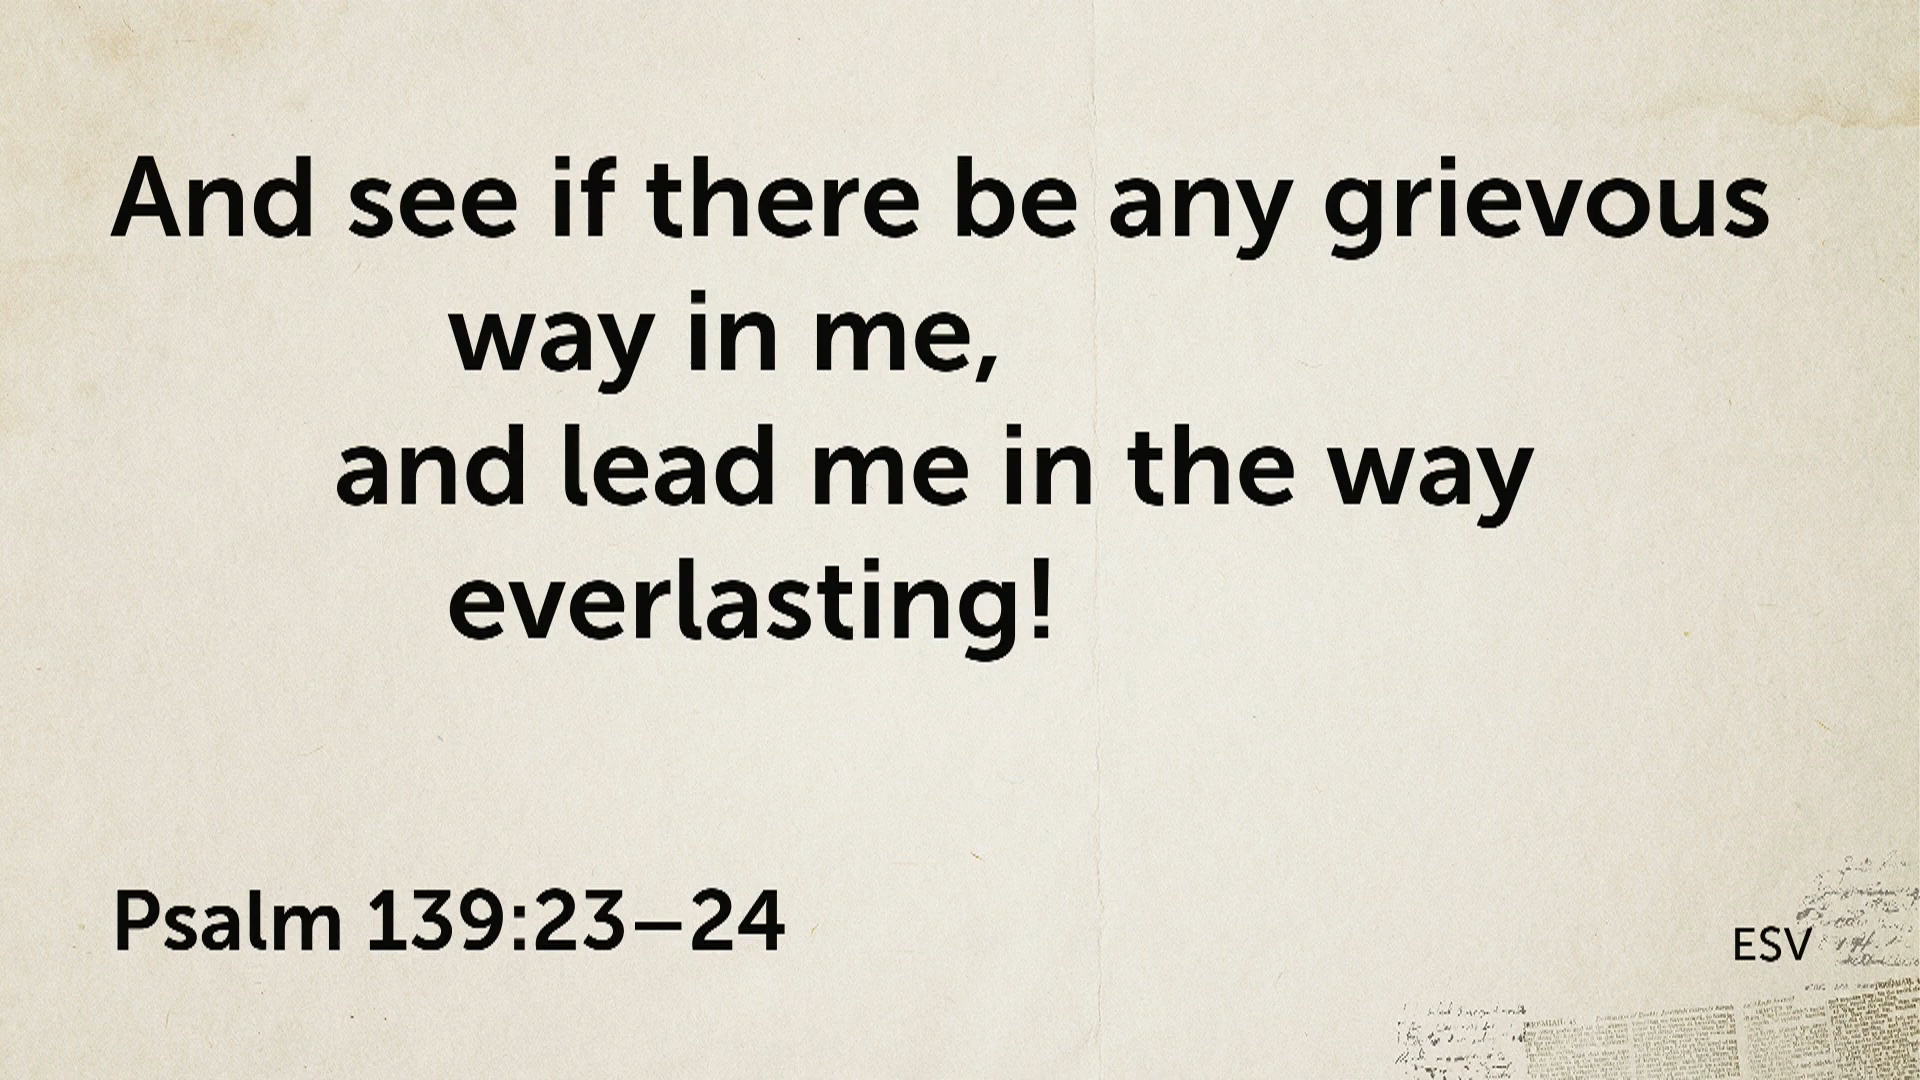 And see if there be any grievous
way in me,
and lead me in the way
everlasting!
Psalm 139:23–24
ESV